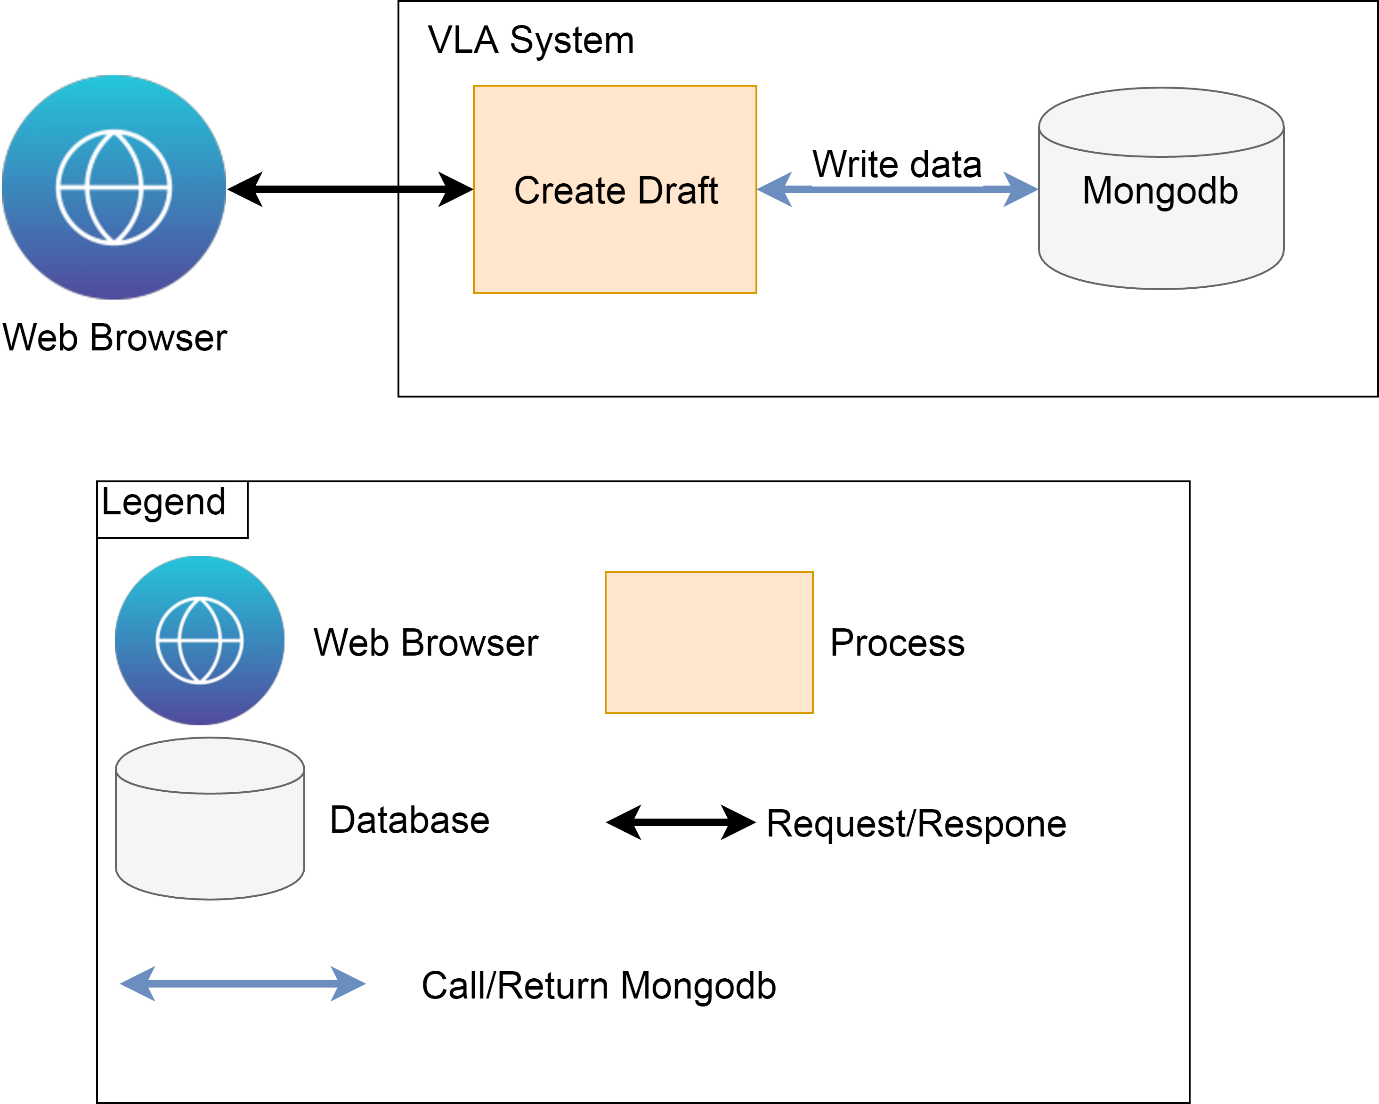 VLA System
Create Draft
Write data
Mongodb
Web Browser
Legend
Web Browser
Process
Database
Request/Respone
Call/Return Mongodb